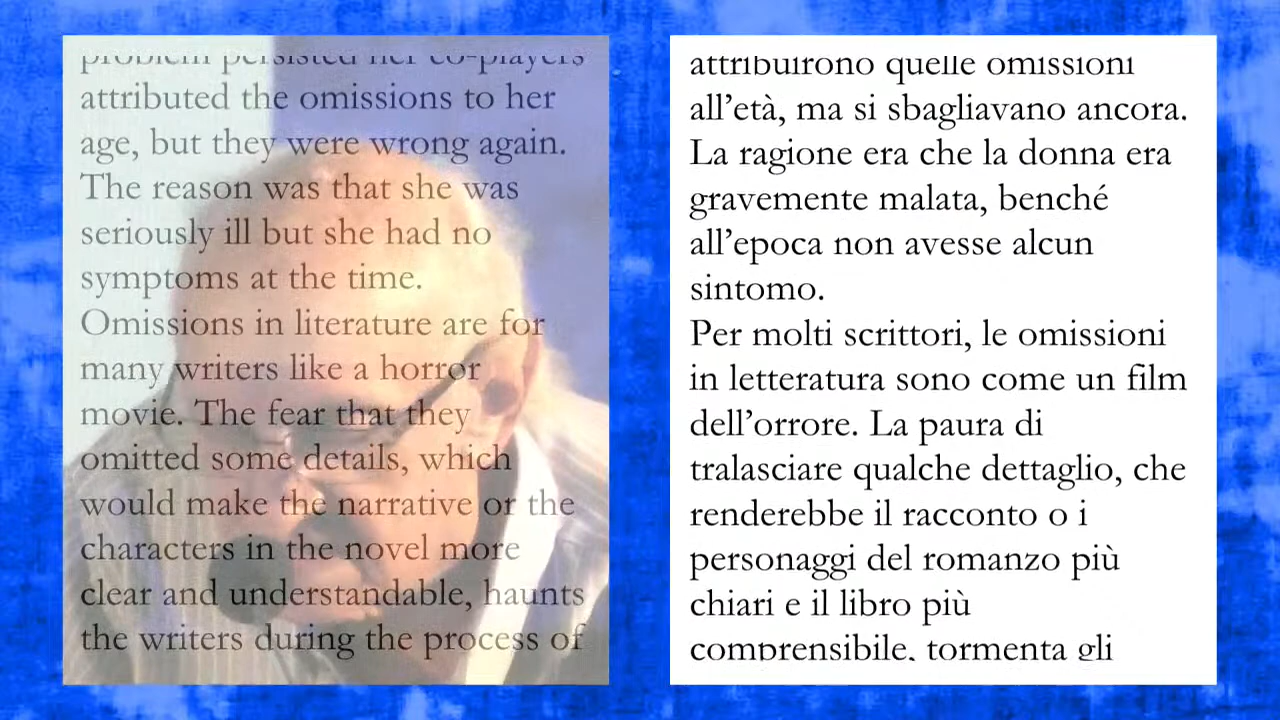 problem persisted her co-players
attributed the omissions to her
age, but they were wrong again.
The reason was that she was
seriously ill but she had no
symptoms at the time.
Omissions in literature are for
many writers like a horror
movie. The fear that they
omitted some details, which
would make the narrative or the
characters in the novel more
clear and understandable, haunts
the writers during the process of
attribuirono quelle omissioni
all’età, ma si sbagliavano ancora.
La ragione era che la donna era
gravemente malata, benché
all’epoca non avesse alcun
sintomo.
Per molti scrittori, le omissioni
in letteratura sono come un film
dell’orrore. La paura di
tralasciare qualche dettaglio, che
renderebbe il racconto o i
personaggi del romanzo più
chiari e il libro più
comprensibile, tormenta gli